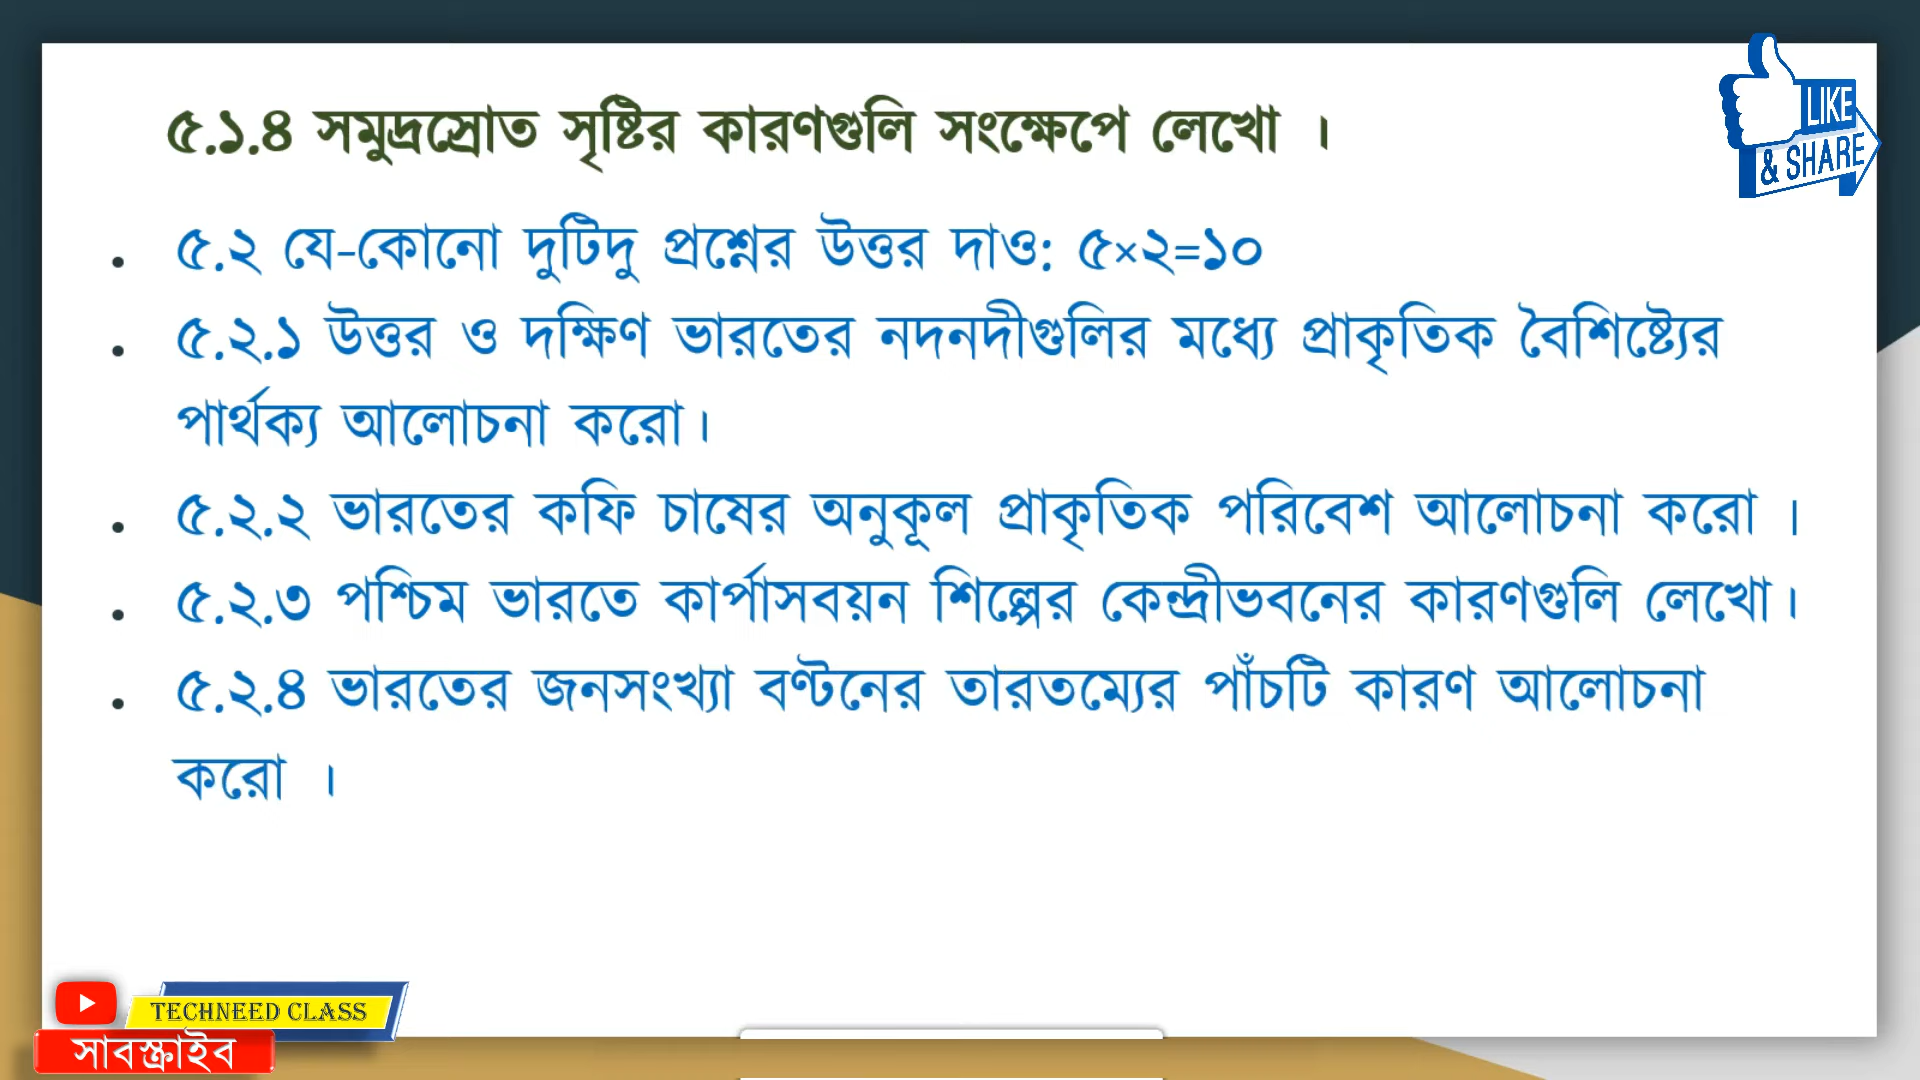 ৫.১.৪ সমুদ্রস্রোত সৃষ্টির কারণগুলি সংক্ষেপে লেখো ।
LIKE
& SHARE
• ৫.২ যে-কোনো দুটিদু প্রশ্নের উত্তর দাও: ৫×২=১০
• ৫.২.১ উত্তর ও দক্ষিণ ভারতের নদনদীগুলির মধ্যে প্রাকৃতিক বৈশিষ্ট্যের
পার্থক্য আলোচনা করো।
• ৫.২.২ ভারতের কফি চাষের অনুকূল প্রাকৃতিক পরিবেশ আলোচনা করো ।
• ৫.২.৩ পশ্চিম ভারতে কার্পাসবয়ন শিল্পের কেন্দ্রীভবনের কারণগুলি লেখো।
• ৫.২.৪ ভারতের জনসংখ্যা বণ্টনের তারতম্যের পাঁচটি কারণ আলোচনা
করো ।
TECHNEED CLASS
সাবস্ক্রাইব